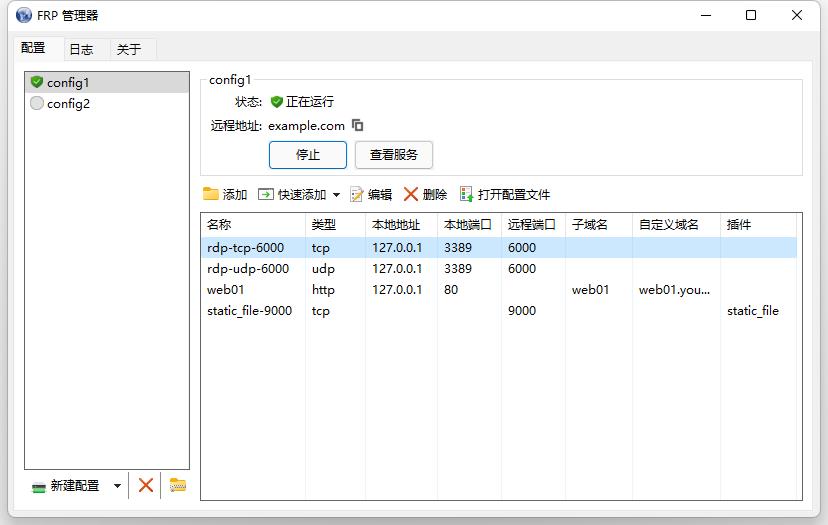 FRP 管理器
配置 日志 关于
config1
config2
config1
状态: 正在运行
远程地址: example.com
停止 查看服务
添加 快速添加 编辑 删除 打开配置文件
名称 类型 本地地址 本地端口 远程端口 子域名 自定义域名 插件
rdp-tcp-6000 tcp 127.0.0.1 3389 6000
rdp-udp-6000 udp 127.0.0.1 3389 6000
web01 http 127.0.0.1 80 web01 web01.you...
static_file-9000 tcp 9000 static_file
新建配置